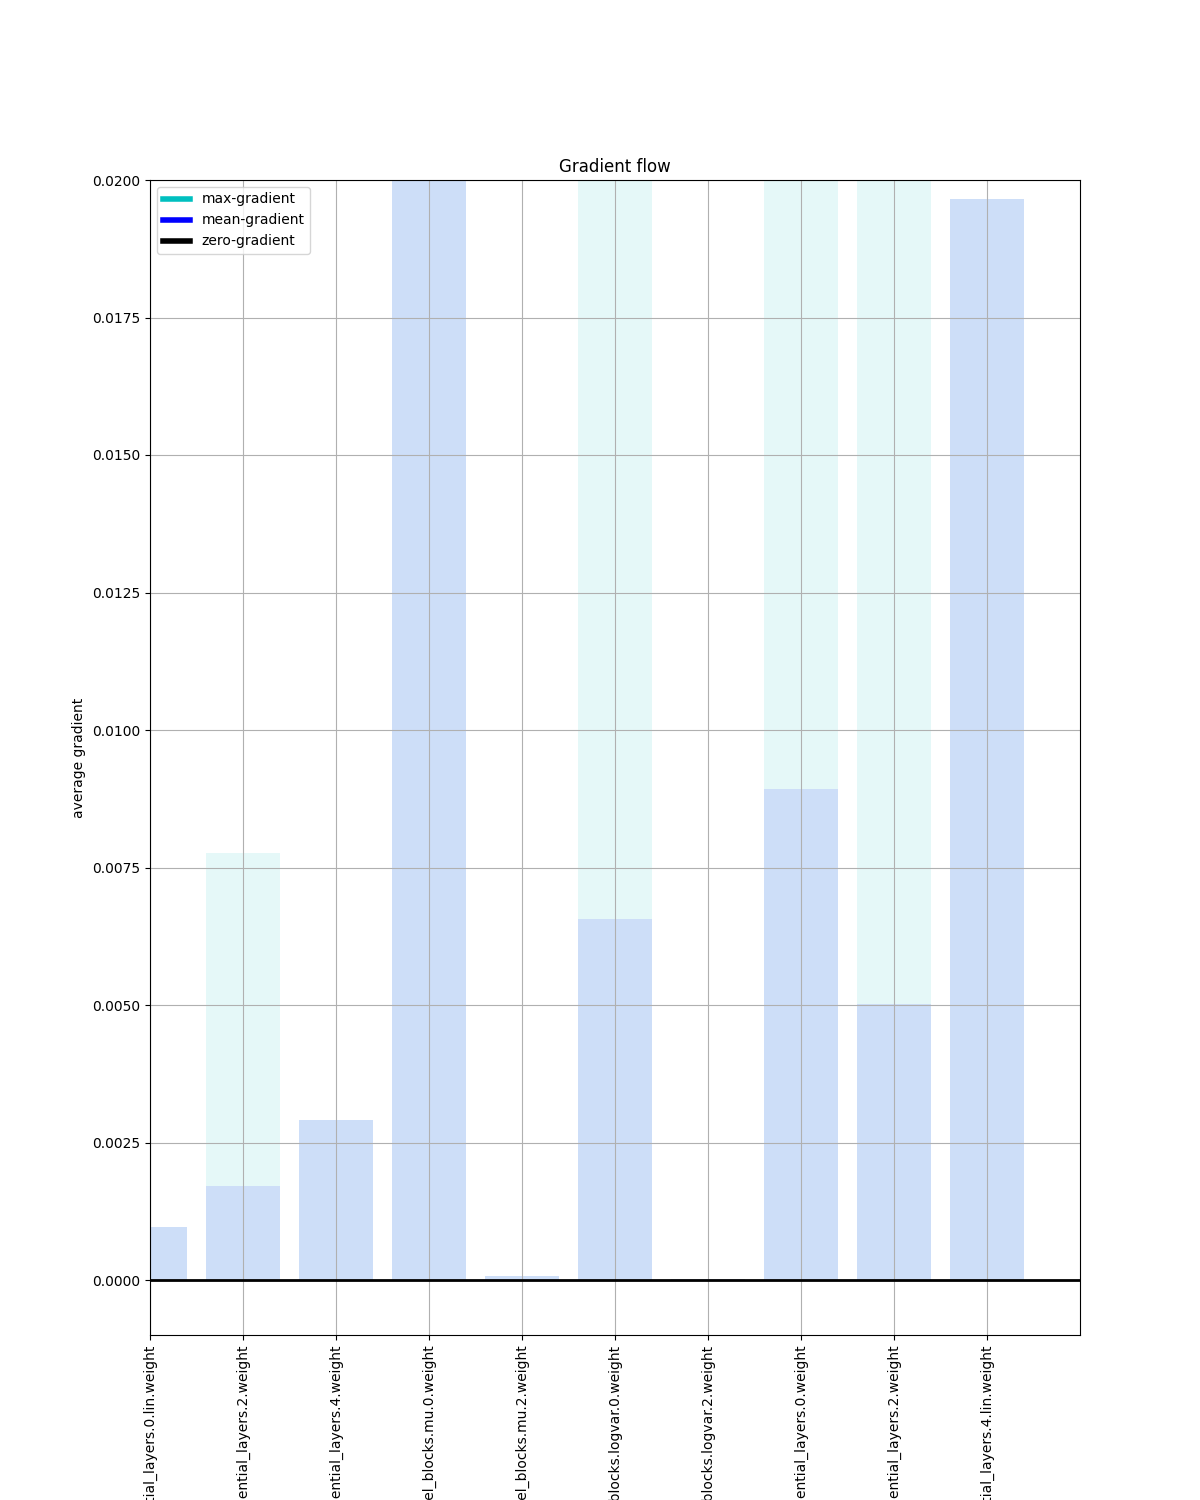 Gradient flow
max-gradient
mean-gradient
zero-gradient
average gradient
0.0200
0.0175
0.0150
0.0125
0.0100
0.0075
0.0050
0.0025
0.0000
tial_layers.0.lin.weight
ential_layers.2.weight
ential_layers.4.weight
el_blocks.mu.0.weight
el_blocks.mu.2.weight
blocks.logvar.0.weight
blocks.logvar.2.weight
ential_layers.0.weight
ential_layers.2.weight
tial_layers.4.lin.weight